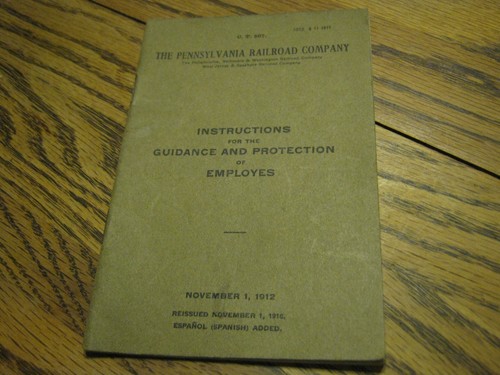 THE PENNSYLVANIA RAILROAD COMPANY
INSTRUCTIONS
FOR THE
GUIDANCE AND PROTECTION
OF
EMPLOYES
NOVEMBER 1, 1912
REISSUED NOVEMBER 1, 1918.
ESPAÑOL (SPANISH) ADDED.